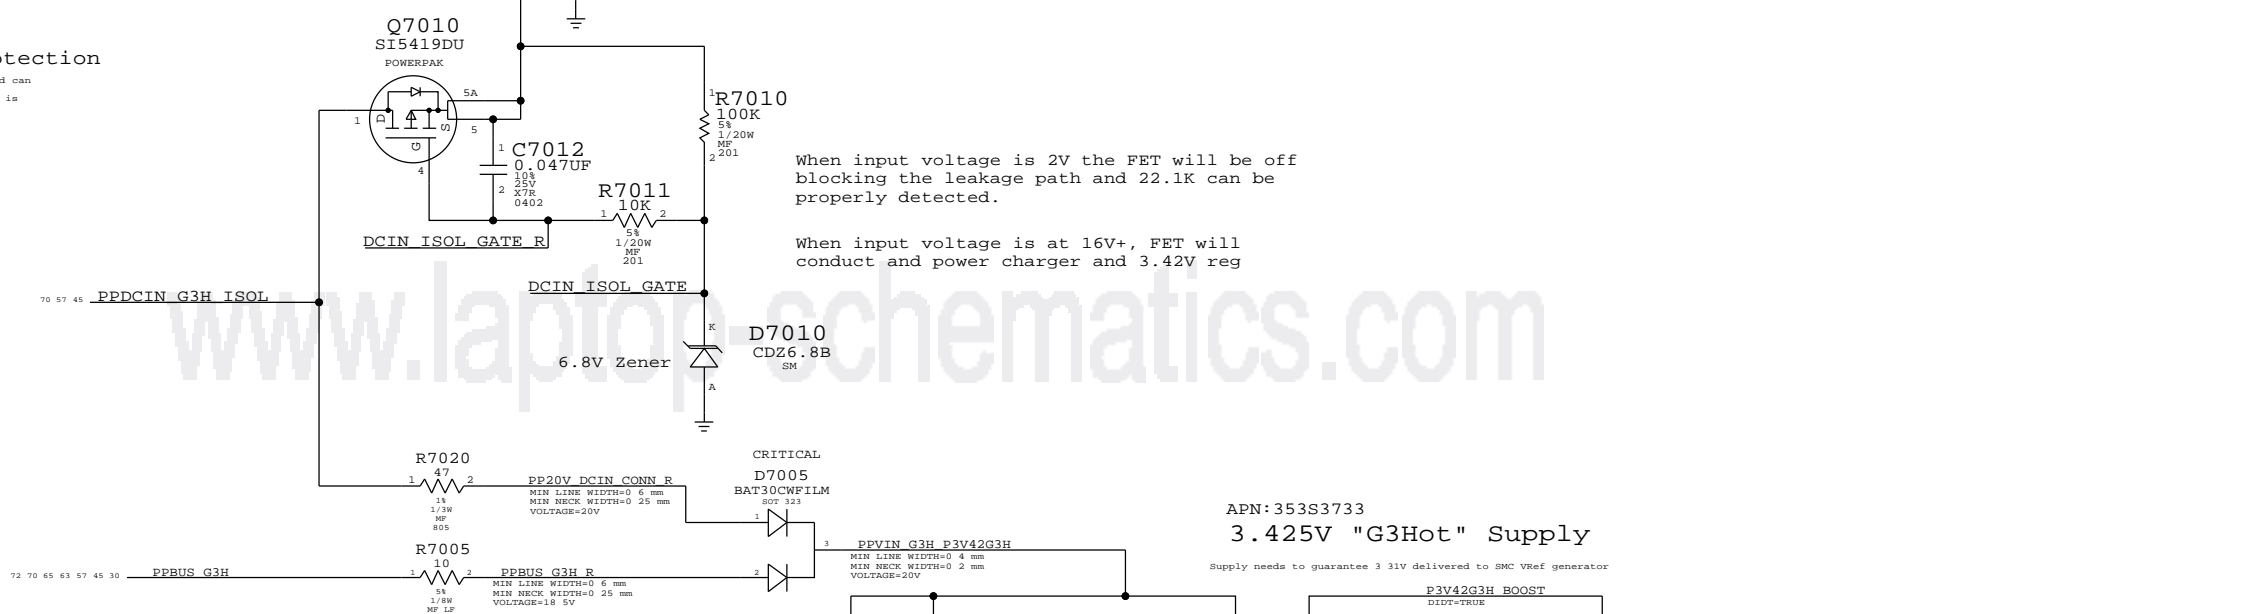 Q7010
SI5419DU
POWERPAK
otection
d can
is
5A
1
D
S
5
G
4
1
C7012
0.047UF
10%
25V
X7R
0402
2
1
R7010
100K
5%
1/20W
MF
201
2
R7011
10K
1
2
5%
1/20W
MF
201
DCIN_ISOL_GATE_R
When input voltage is 2V the FET will be off
blocking the leakage path and 22.1K can be
properly detected.
When input voltage is at 16V+, FET will
conduct and power charger and 3.42V reg
70 57 45
PPDCIN_G3H_ISOL
DCIN_ISOL_GATE
www.laptop-schematics.com
K
D7010
CDZ6.8B
SM
6.8V Zener
A
R7020
47
1
2
1%
1/3W
MF
805
PP20V_DCIN_CONN_R
MIN LINE WIDTH=0 6 mm
MIN NECK WIDTH=0 25 mm
VOLTAGE=20V
CRITICAL
D7005
BAT30CWFILM
SOT 323
1
3
2
PPVIN_G3H_P3V42G3H
MIN LINE WIDTH=0 4 mm
MIN NECK WIDTH=0 2 mm
VOLTAGE=20V
72 70 65 63 57 45 30
PPBUS_G3H
R7005
10
1
2
5%
1/8W
MF LF
PPBUS_G3H_R
MIN LINE WIDTH=0 6 mm
MIN NECK WIDTH=0 25 mm
VOLTAGE=18 5V
APN:353S3733
3.425V "G3Hot" Supply
Supply needs to guarantee 3 31V delivered to SMC VRef generator
P3V42G3H_BOOST
DIDT=TRUE